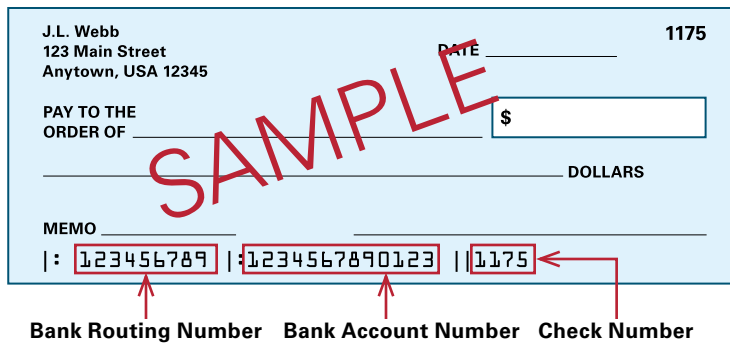 J.L. Webb
123 Main Street
Anytown, USA 12345
1175
DATE
PAY TO THE
ORDER OF
$
DOLLARS
SAMPLE
MEMO
|: 123456789 |:1234567890123 ||1175
Bank Routing Number Bank Account Number Check Number